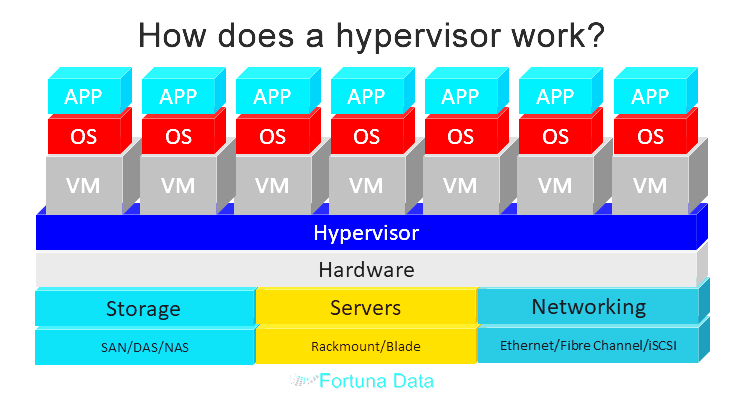 How does a hypervisor work?
APP APP APP APP APP APP APP
OS OS OS OS OS OS OS
VM VM VM VM VM VM VM
Hypervisor
Hardware
Storage Servers Networking
SAN/DAS/NAS Rackmount/Blade Ethernet/Fibre Channel/iSCSI
Fortuna Data